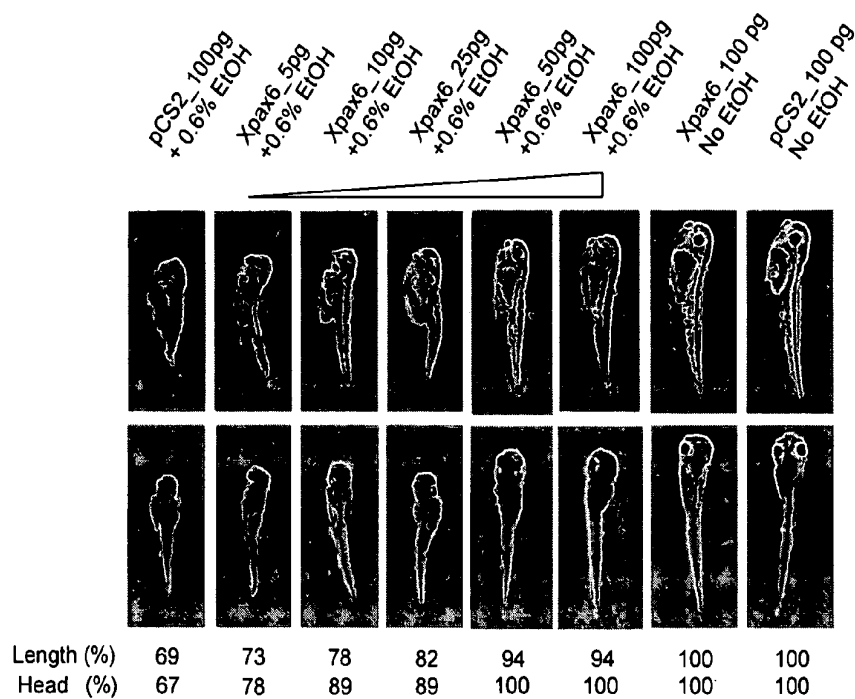 pCS2_100pg
+ 0.6% EtOH
Xpax6_5pg
+0.6% EtOH
Xpax6_10pg
+0.6% EtOH
Xpax6_25pg
+0.6% EtOH
Xpax6_50pg
+0.6% EtOH
Xpax6_100pg
+0.6% EtOH
Xpax6_100 pg
No EtOH
pCS2_100 pg
No EtOH
Length (%) 69 73 78 82 94 94 100 100
Head (%) 67 78 89 89 100 100 100 100